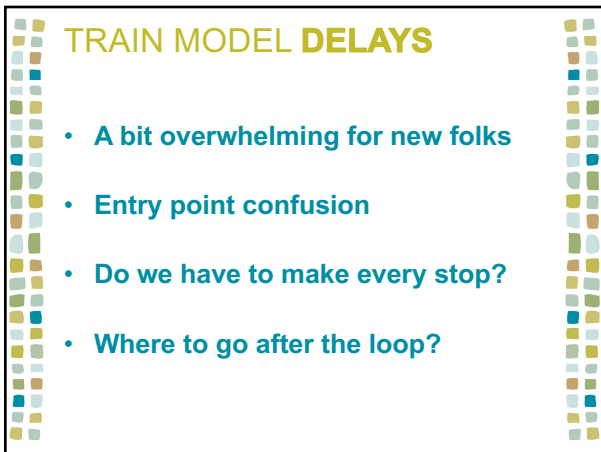 TRAIN MODEL DELAYS
• A bit overwhelming for new folks
• Entry point confusion
• Do we have to make every stop?
• Where to go after the loop?